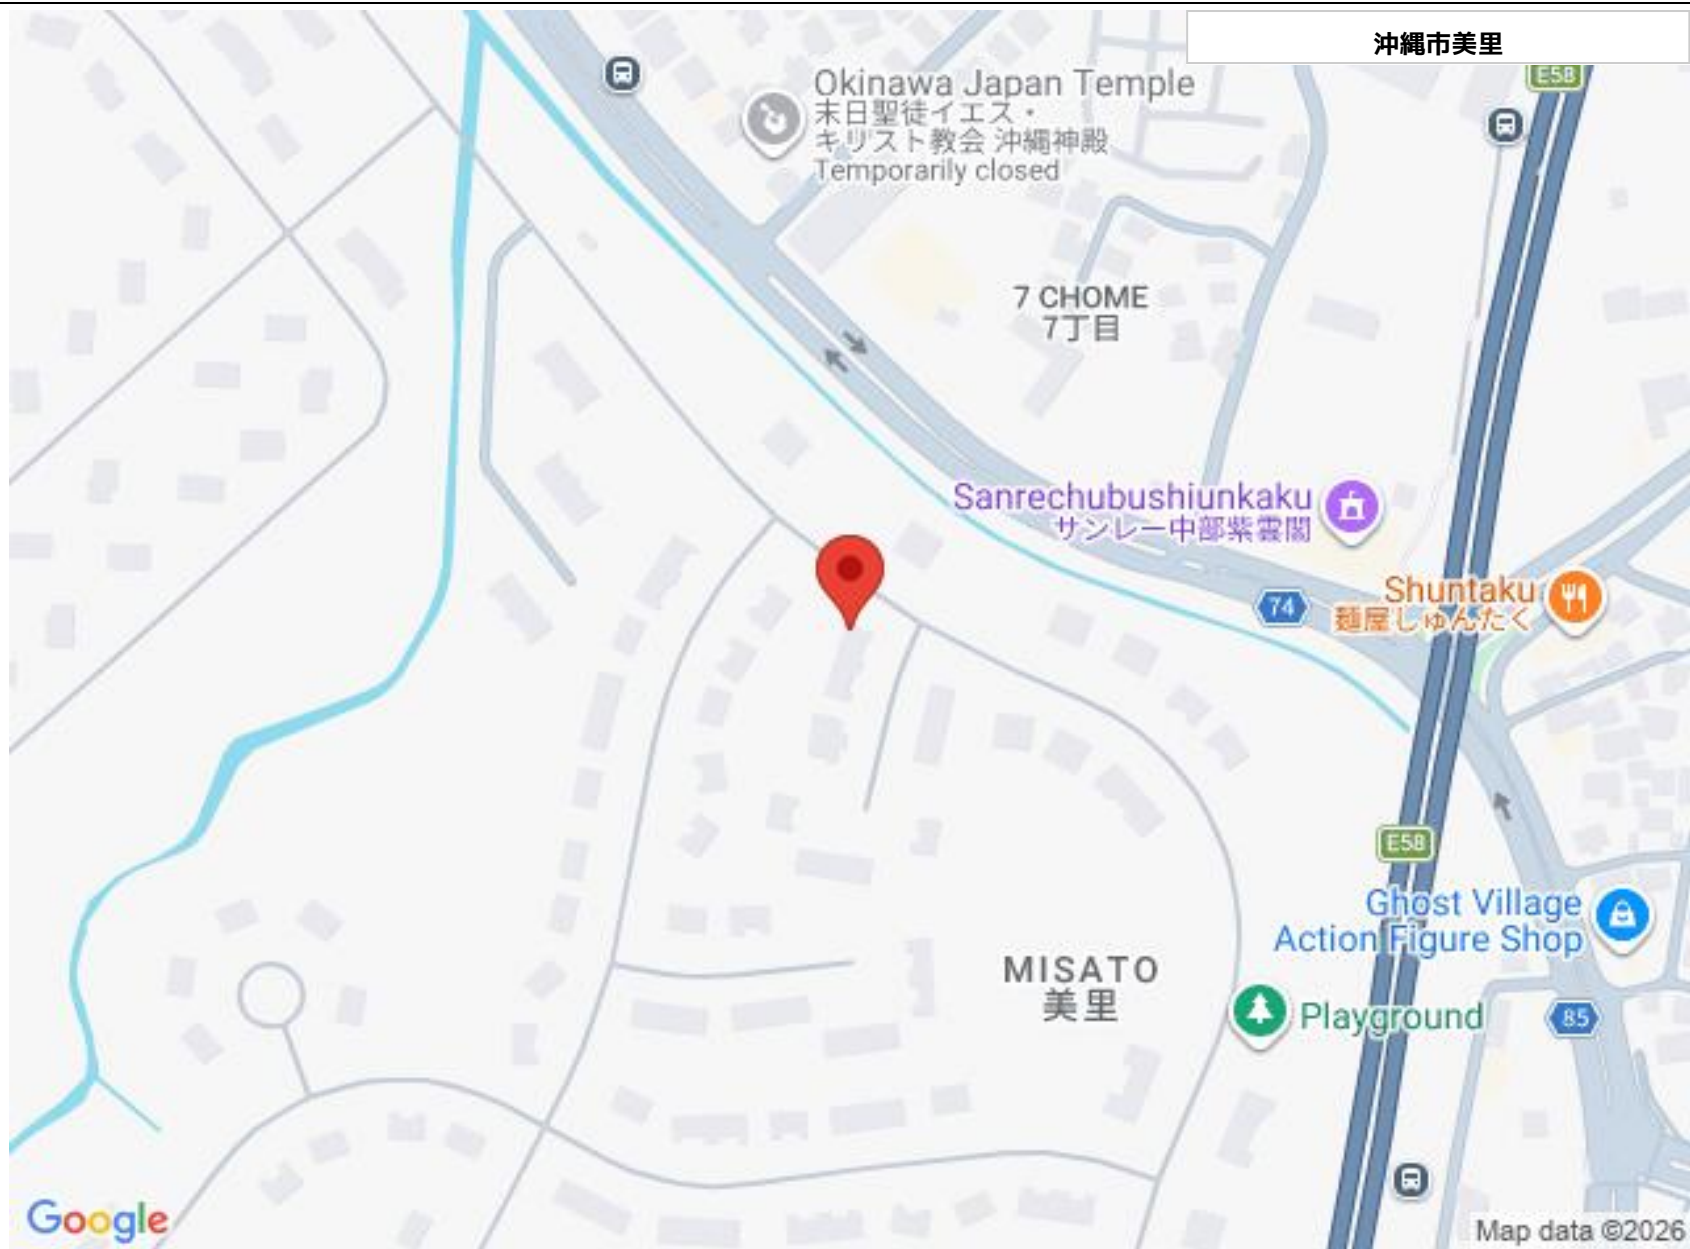 沖縄市美里
E58
Okinawa Japan Temple
末日聖徒イエス・
キリスト教会 沖縄神殿
Temporarily closed
7 CHOME
7丁目
Sanrechubushiunkaku
サンレー中部紫雲閣
74
Shuntaku
麺屋しゅんたく
E58
Ghost Village
Action Figure Shop
MISATO
美里
Playground
85
Google
Map data ©2026